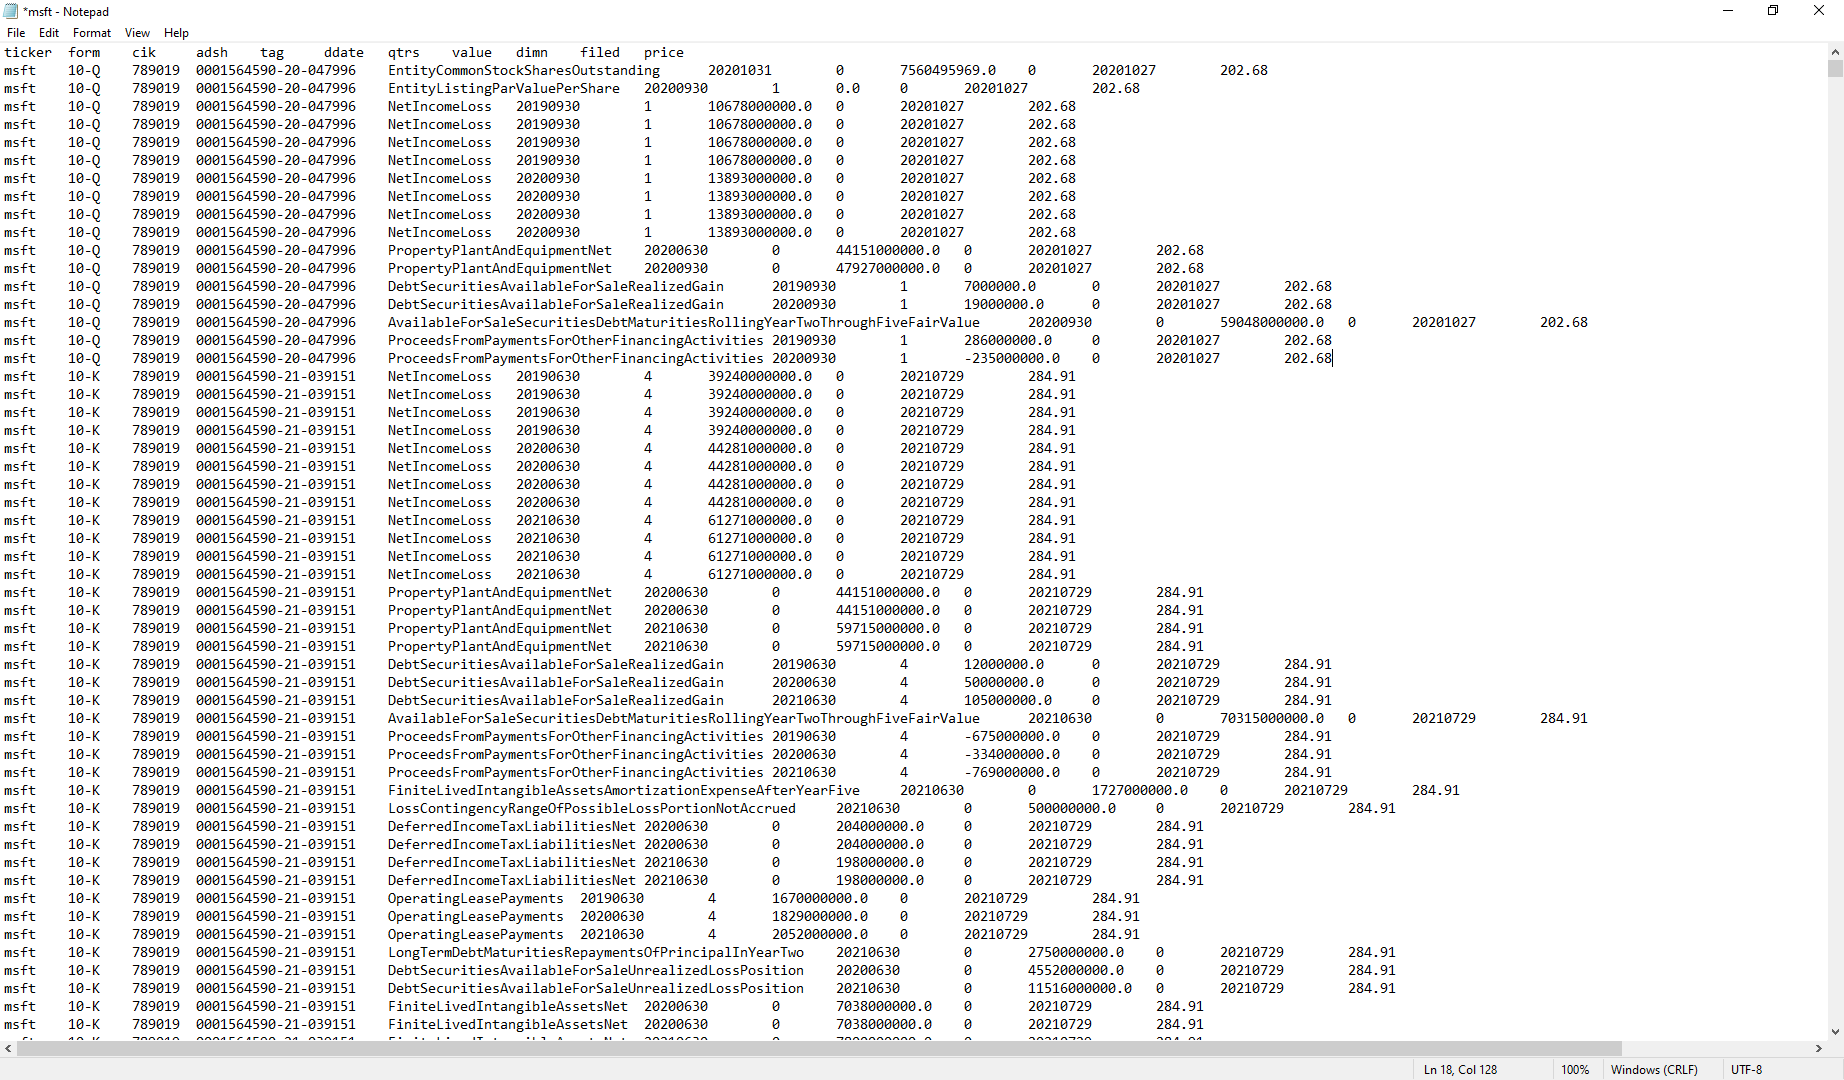 *msft - Notepad
File Edit Format View Help
ticker form cik adsh tag ddate qtrs value dimn filed price
msft 10-Q 789019 0001564590-20-047996 EntityCommonStockSharesOutstanding 20201031 0 7560495969.0 0 20201027 202.68
msft 10-Q 789019 0001564590-20-047996 EntityListingParValuePerShare 20200930 1 0.0 0 20201027 202.68
msft 10-Q 789019 0001564590-20-047996 NetIncomeLoss 20190930 1 10678000000.0 0 20201027 202.68
msft 10-Q 789019 0001564590-20-047996 NetIncomeLoss 20190930 1 10678000000.0 0 20201027 202.68
msft 10-Q 789019 0001564590-20-047996 NetIncomeLoss 20190930 1 10678000000.0 0 20201027 202.68
msft 10-Q 789019 0001564590-20-047996 NetIncomeLoss 20190930 1 10678000000.0 0 20201027 202.68
msft 10-Q 789019 0001564590-20-047996 NetIncomeLoss 20200930 1 13893000000.0 0 20201027 202.68
msft 10-Q 789019 0001564590-20-047996 NetIncomeLoss 20200930 1 13893000000.0 0 20201027 202.68
msft 10-Q 789019 0001564590-20-047996 NetIncomeLoss 20200930 1 13893000000.0 0 20201027 202.68
msft 10-Q 789019 0001564590-20-047996 NetIncomeLoss 20200930 1 13893000000.0 0 20201027 202.68
msft 10-Q 789019 0001564590-20-047996 PropertyPlantAndEquipmentNet 20200630 0 44151000000.0 0 20201027 202.68
msft 10-Q 789019 0001564590-20-047996 PropertyPlantAndEquipmentNet 20200930 0 47927000000.0 0 20201027 202.68
msft 10-Q 789019 0001564590-20-047996 DebtSecuritiesAvailableForSaleRealizedGain 20190930 1 7000000.0 0 20201027 202.68
msft 10-Q 789019 0001564590-20-047996 DebtSecuritiesAvailableForSaleRealizedGain 20200930 1 19000000.0 0 20201027 202.68
msft 10-Q 789019 0001564590-20-047996 AvailableForSaleSecuritiesDebtMaturitiesRollingYearTwoThroughFiveFairValue 20200930 0 59048000000.0 0 20201027 202.68
msft 10-Q 789019 0001564590-20-047996 ProceedsFromPaymentsForOtherFinancingActivities 20190930 1 286000000.0 0 20201027 202.68
msft 10-Q 789019 0001564590-20-047996 ProceedsFromPaymentsForOtherFinancingActivities 20200930 1 -235000000.0 0 20201027 202.68
msft 10-K 789019 0001564590-21-039151 NetIncomeLoss 20190630 4 39240000000.0 0 20210729 284.91
msft 10-K 789019 0001564590-21-039151 NetIncomeLoss 20190630 4 39240000000.0 0 20210729 284.91
msft 10-K 789019 0001564590-21-039151 NetIncomeLoss 20190630 4 39240000000.0 0 20210729 284.91
msft 10-K 789019 0001564590-21-039151 NetIncomeLoss 20190630 4 39240000000.0 0 20210729 284.91
msft 10-K 789019 0001564590-21-039151 NetIncomeLoss 20200630 4 44281000000.0 0 20210729 284.91
msft 10-K 789019 0001564590-21-039151 NetIncomeLoss 20200630 4 44281000000.0 0 20210729 284.91
msft 10-K 789019 0001564590-21-039151 NetIncomeLoss 20200630 4 44281000000.0 0 20210729 284.91
msft 10-K 789019 0001564590-21-039151 NetIncomeLoss 20200630 4 44281000000.0 0 20210729 284.91
msft 10-K 789019 0001564590-21-039151 NetIncomeLoss 20210630 4 61271000000.0 0 20210729 284.91
msft 10-K 789019 0001564590-21-039151 NetIncomeLoss 20210630 4 61271000000.0 0 20210729 284.91
msft 10-K 789019 0001564590-21-039151 NetIncomeLoss 20210630 4 61271000000.0 0 20210729 284.91
msft 10-K 789019 0001564590-21-039151 NetIncomeLoss 20210630 4 61271000000.0 0 20210729 284.91
msft 10-K 789019 0001564590-21-039151 PropertyPlantAndEquipmentNet 20200630 0 44151000000.0 0 20210729 284.91
msft 10-K 789019 0001564590-21-039151 PropertyPlantAndEquipmentNet 20200630 0 44151000000.0 0 20210729 284.91
msft 10-K 789019 0001564590-21-039151 PropertyPlantAndEquipmentNet 20210630 0 59715000000.0 0 20210729 284.91
msft 10-K 789019 0001564590-21-039151 PropertyPlantAndEquipmentNet 20210630 0 59715000000.0 0 20210729 284.91
msft 10-K 789019 0001564590-21-039151 DebtSecuritiesAvailableForSaleRealizedGain 20190630 4 12000000.0 0 20210729 284.91
msft 10-K 789019 0001564590-21-039151 DebtSecuritiesAvailableForSaleRealizedGain 20200630 4 50000000.0 0 20210729 284.91
msft 10-K 789019 0001564590-21-039151 DebtSecuritiesAvailableForSaleRealizedGain 20210630 4 105000000.0 0 20210729 284.91
msft 10-K 789019 0001564590-21-039151 AvailableForSaleSecuritiesDebtMaturitiesRollingYearTwoThroughFiveFairValue 20210630 0 70315000000.0 0 20210729 284.91
msft 10-K 789019 0001564590-21-039151 ProceedsFromPaymentsForOtherFinancingActivities 20190630 4 -675000000.0 0 20210729 284.91
msft 10-K 789019 0001564590-21-039151 ProceedsFromPaymentsForOtherFinancingActivities 20200630 4 -334000000.0 0 20210729 284.91
msft 10-K 789019 0001564590-21-039151 ProceedsFromPaymentsForOtherFinancingActivities 20210630 4 -769000000.0 0 20210729 284.91
msft 10-K 789019 0001564590-21-039151 FiniteLivedIntangibleAssetsAmortizationExpenseAfterYearFive 20210630 0 1727000000.0 0 20210729 284.91
msft 10-K 789019 0001564590-21-039151 LossContingencyRangeOfPossibleLossPortionNotAccrued 20210630 0 500000000.0 0 20210729 284.91
msft 10-K 789019 0001564590-21-039151 DeferredIncomeTaxLiabilitiesNet 20200630 0 204000000.0 0 20210729 284.91
msft 10-K 789019 0001564590-21-039151 DeferredIncomeTaxLiabilitiesNet 20200630 0 204000000.0 0 20210729 284.91
msft 10-K 789019 0001564590-21-039151 DeferredIncomeTaxLiabilitiesNet 20210630 0 198000000.0 0 20210729 284.91
msft 10-K 789019 0001564590-21-039151 DeferredIncomeTaxLiabilitiesNet 20210630 0 198000000.0 0 20210729 284.91
msft 10-K 789019 0001564590-21-039151 OperatingLeasePayments 20190630 4 1670000000.0 0 20210729 284.91
msft 10-K 789019 0001564590-21-039151 OperatingLeasePayments 20200630 4 1829000000.0 0 20210729 284.91
msft 10-K 789019 0001564590-21-039151 OperatingLeasePayments 20210630 4 2052000000.0 0 20210729 284.91
msft 10-K 789019 0001564590-21-039151 LongTermDebtMaturitiesRepaymentsOfPrincipalInYearTwo 20210630 0 2750000000.0 0 20210729 284.91
msft 10-K 789019 0001564590-21-039151 DebtSecuritiesAvailableForSaleUnrealizedLossPosition 20200630 0 4552000000.0 0 20210729 284.91
msft 10-K 789019 0001564590-21-039151 DebtSecuritiesAvailableForSaleUnrealizedLossPosition 20210630 0 11516000000.0 0 20210729 284.91
msft 10-K 789019 0001564590-21-039151 FiniteLivedIntangibleAssetsNet 20200630 0 7038000000.0 0 20210729 284.91
msft 10-K 789019 0001564590-21-039151 FiniteLivedIntangibleAssetsNet 20200630 0 7038000000.0 0 20210729 284.91
Ln 18, Col 128 100% Windows (CRLF) UTF-8